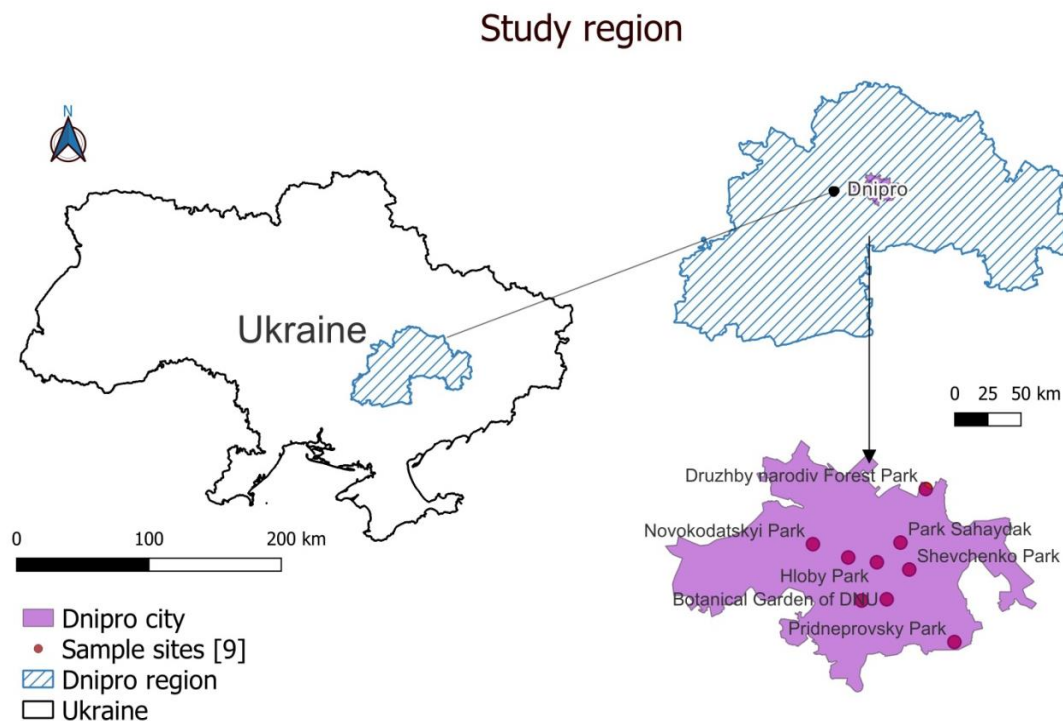 Study region
N
Dnipro
Ukraine
0 25 50 km
Druzhby narodiv Forest Park
Novokodatskyi Park
Park Sahaydak
Shevchenko Park
Hloby Park
Botanical Garden of DNU
Pridneprovsky Park
0 100 200 km
Dnipro city
Sample sites [9]
Dnipro region
Ukraine